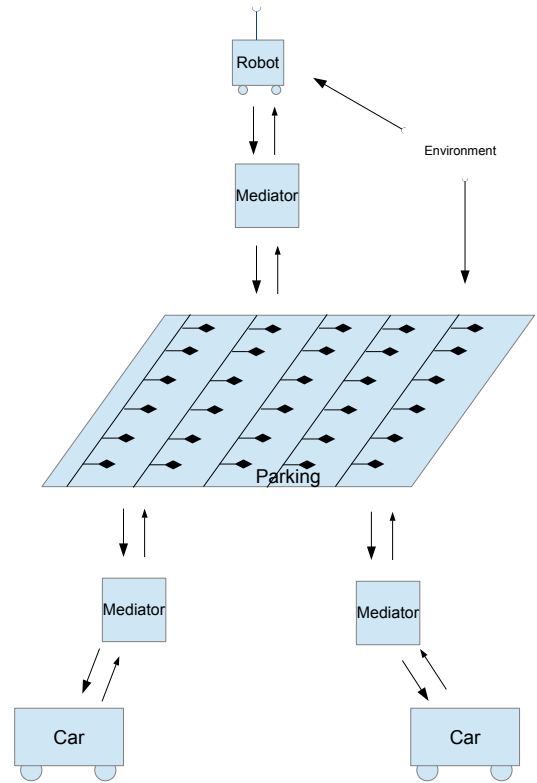 Robot
Environment
Mediator
Parking
Mediator
Mediator
Car
Car